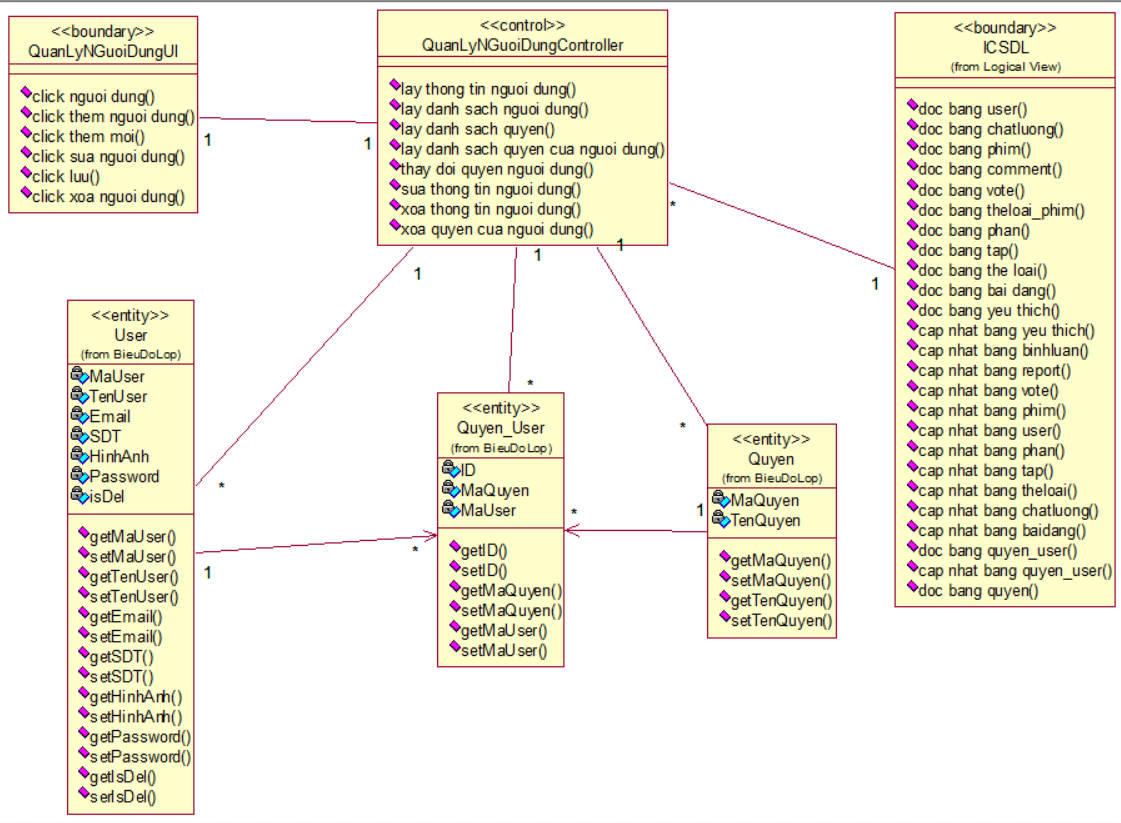 <<boundary>>
QuanLyNGuoiDungUI
click nguoi dung()
click them nguoi dung()
click them moi()
click sua nguoi dung()
click luu()
click xoa nguoi dung()
1
<<control>>
QuanLyNGuoiDungController
lay thong tin nguoi dung()
lay danh sach nguoi dung()
lay danh sach quyen()
lay danh sach quyen cua nguoi dung()
thay doi quyen nguoi dung()
sua thong tin nguoi dung()
xoa thong tin nguoi dung()
xoa quyen cua nguoi dung()
1
*
1
1
1
<<boundary>>
ICSDL
(from Logical View)
doc bang user()
doc bang chatluong()
doc bang phim()
doc bang comment()
doc bang vote()
doc bang theloai_phim()
doc bang phan()
doc bang tap()
doc bang the loai()
doc bang bai dang()
doc bang yeu thich()
cap nhat bang yeu thich()
cap nhat bang binhluan()
cap nhat bang report()
cap nhat bang vote()
cap nhat bang phim()
cap nhat bang user()
cap nhat bang phan()
cap nhat bang tap()
cap nhat bang theloai()
cap nhat bang chatluong()
cap nhat bang baidang()
doc bang quyen_user()
cap nhat bang quyen_user()
doc bang quyen()
1
<<entity>>
User
(from BieuDoLop)
MaUser
TenUser
Email
SDT
HinhAnh
Password
isDel
getMaUser()
setMaUser()
getTenUser()
setTenUser()
getEmail()
setEmail()
getSDT()
setSDT()
getHinhAnh()
setHinhAnh()
getPassword()
setPassword()
getIsDel()
serIsDel()
*
1
<<entity>>
Quyen_User
(from BieuDoLop)
ID
MaQuyen
MaUser
getID()
setID()
getMaQuyen()
setMaQuyen()
getMaUser()
setMaUser()
*
*
*
<<entity>>
Quyen
(from BieuDoLop)
MaQuyen
TenQuyen
getMaQuyen()
setMaQuyen()
getTenQuyen()
setTenQuyen()
*
1